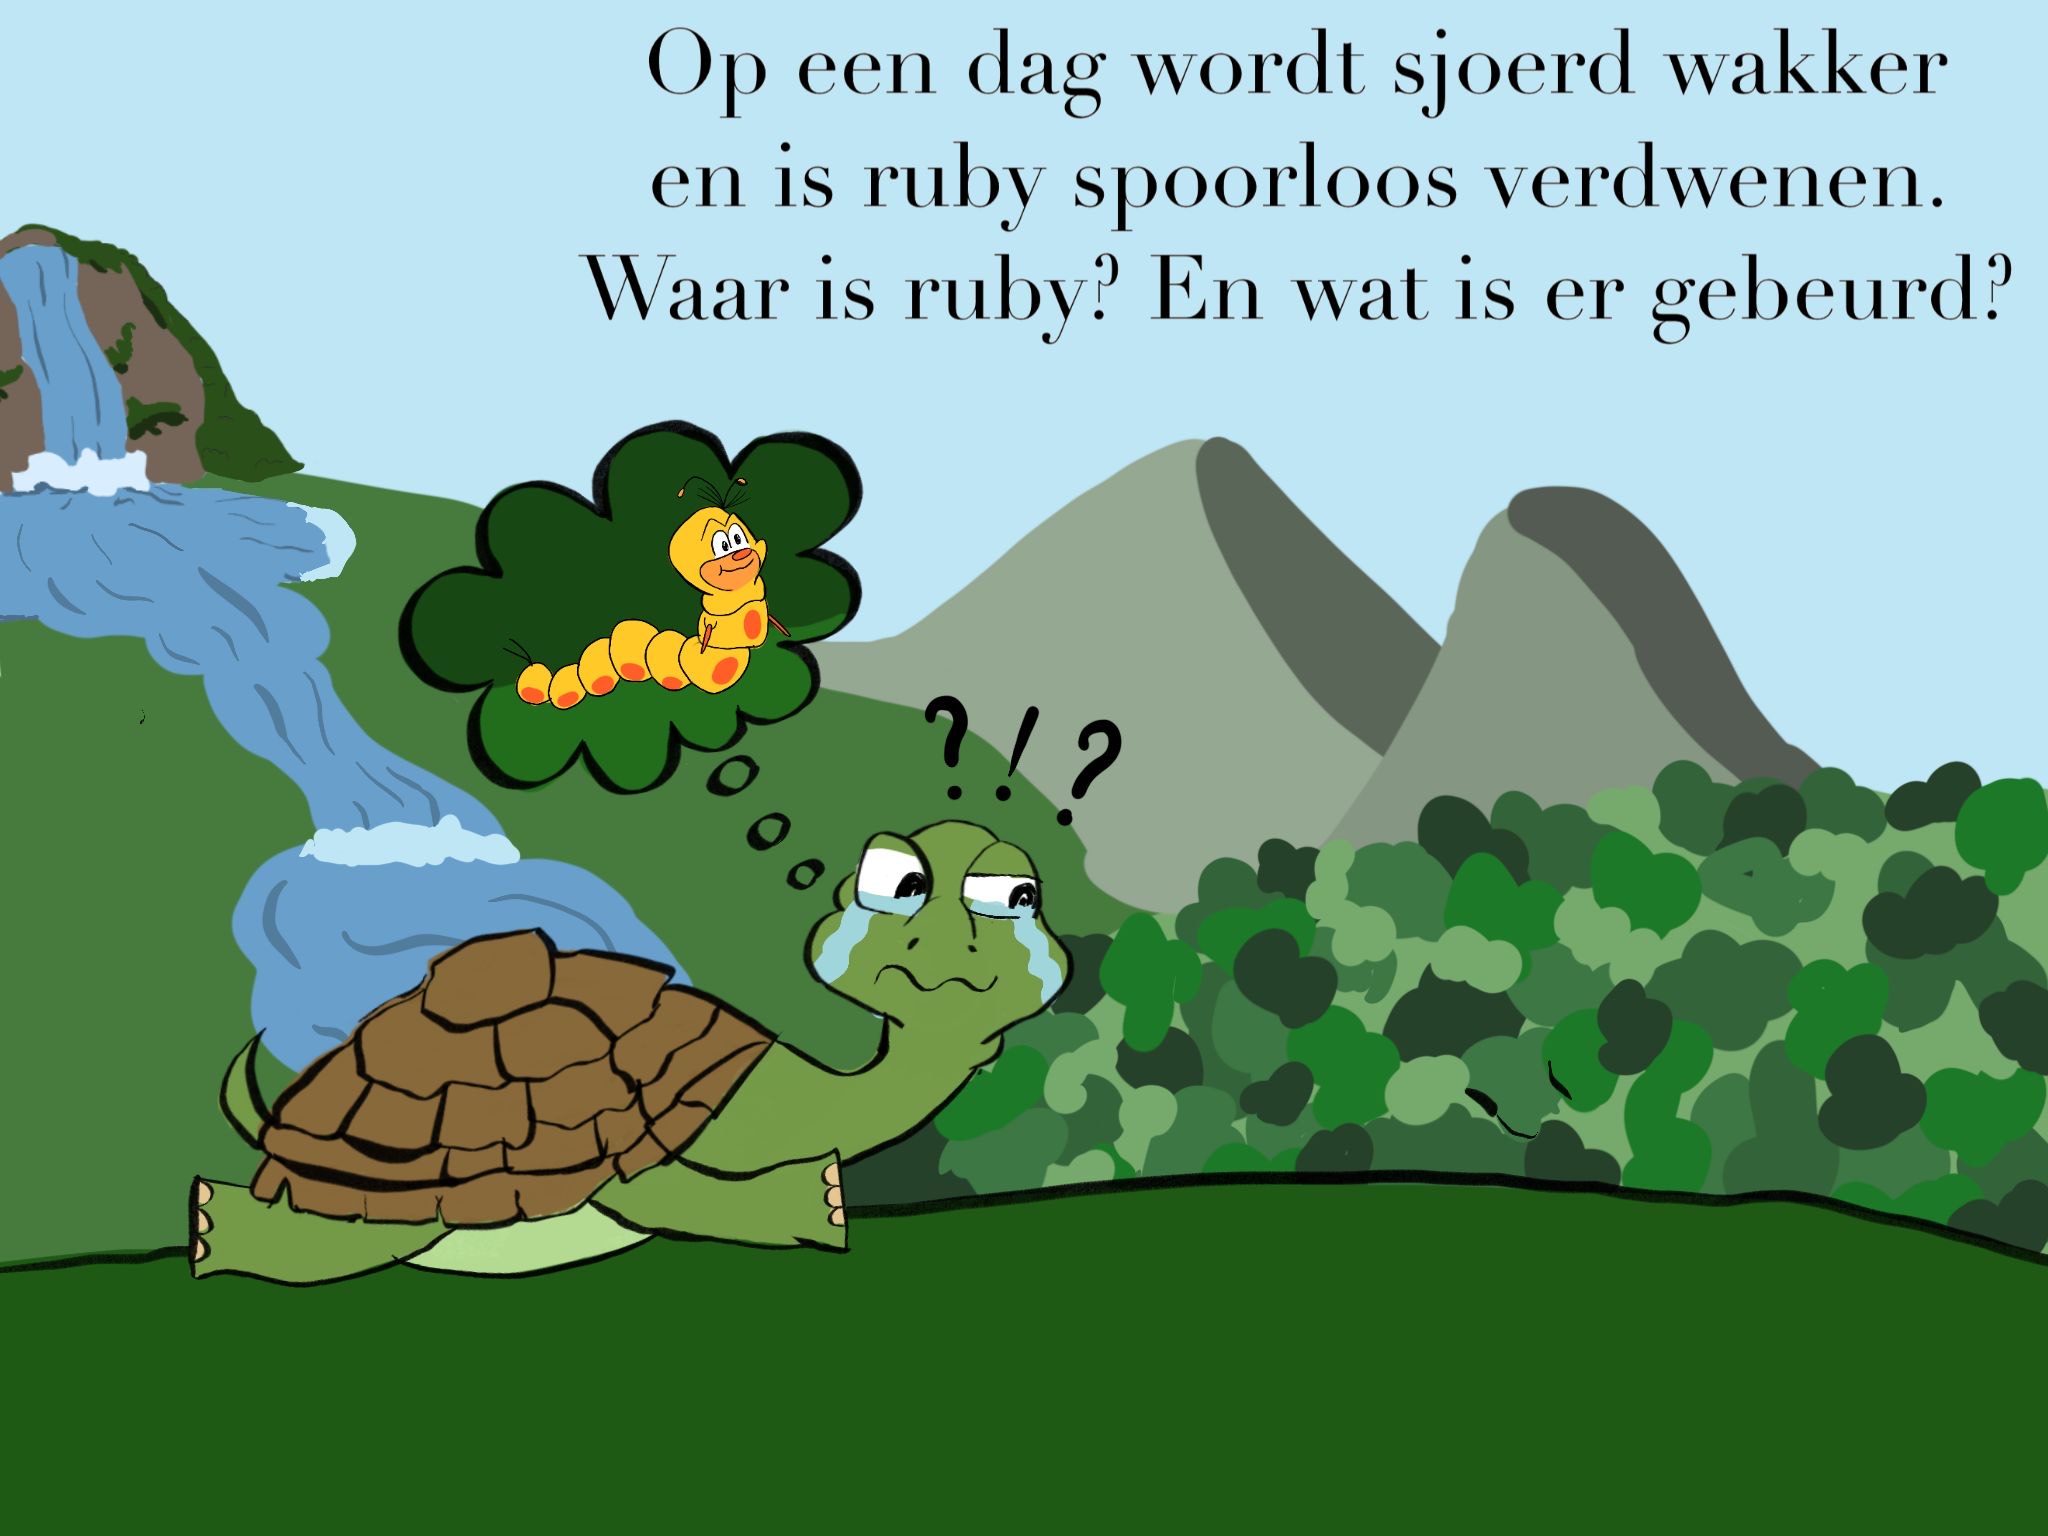 Op een dag wordt sjoerd wakker
en is ruby spoorloos verdwenen.
Waar is ruby? En wat is er gebeurd?
?!?